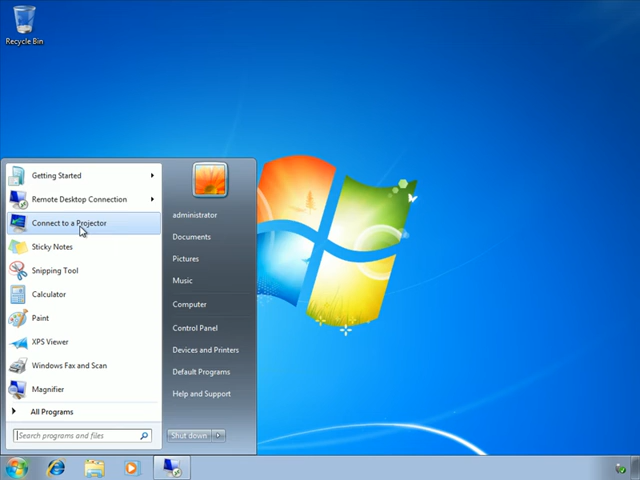 Recycle Bin
Getting Started
Remote Desktop Connection
Connect to a Projector
Sticky Notes
Snipping Tool
Calculator
Paint
XPS Viewer
Windows Fax and Scan
Magnifier
All Programs
Search programs and files
administrator
Documents
Pictures
Music
Computer
Control Panel
Devices and Printers
Default Programs
Help and Support
Shut down